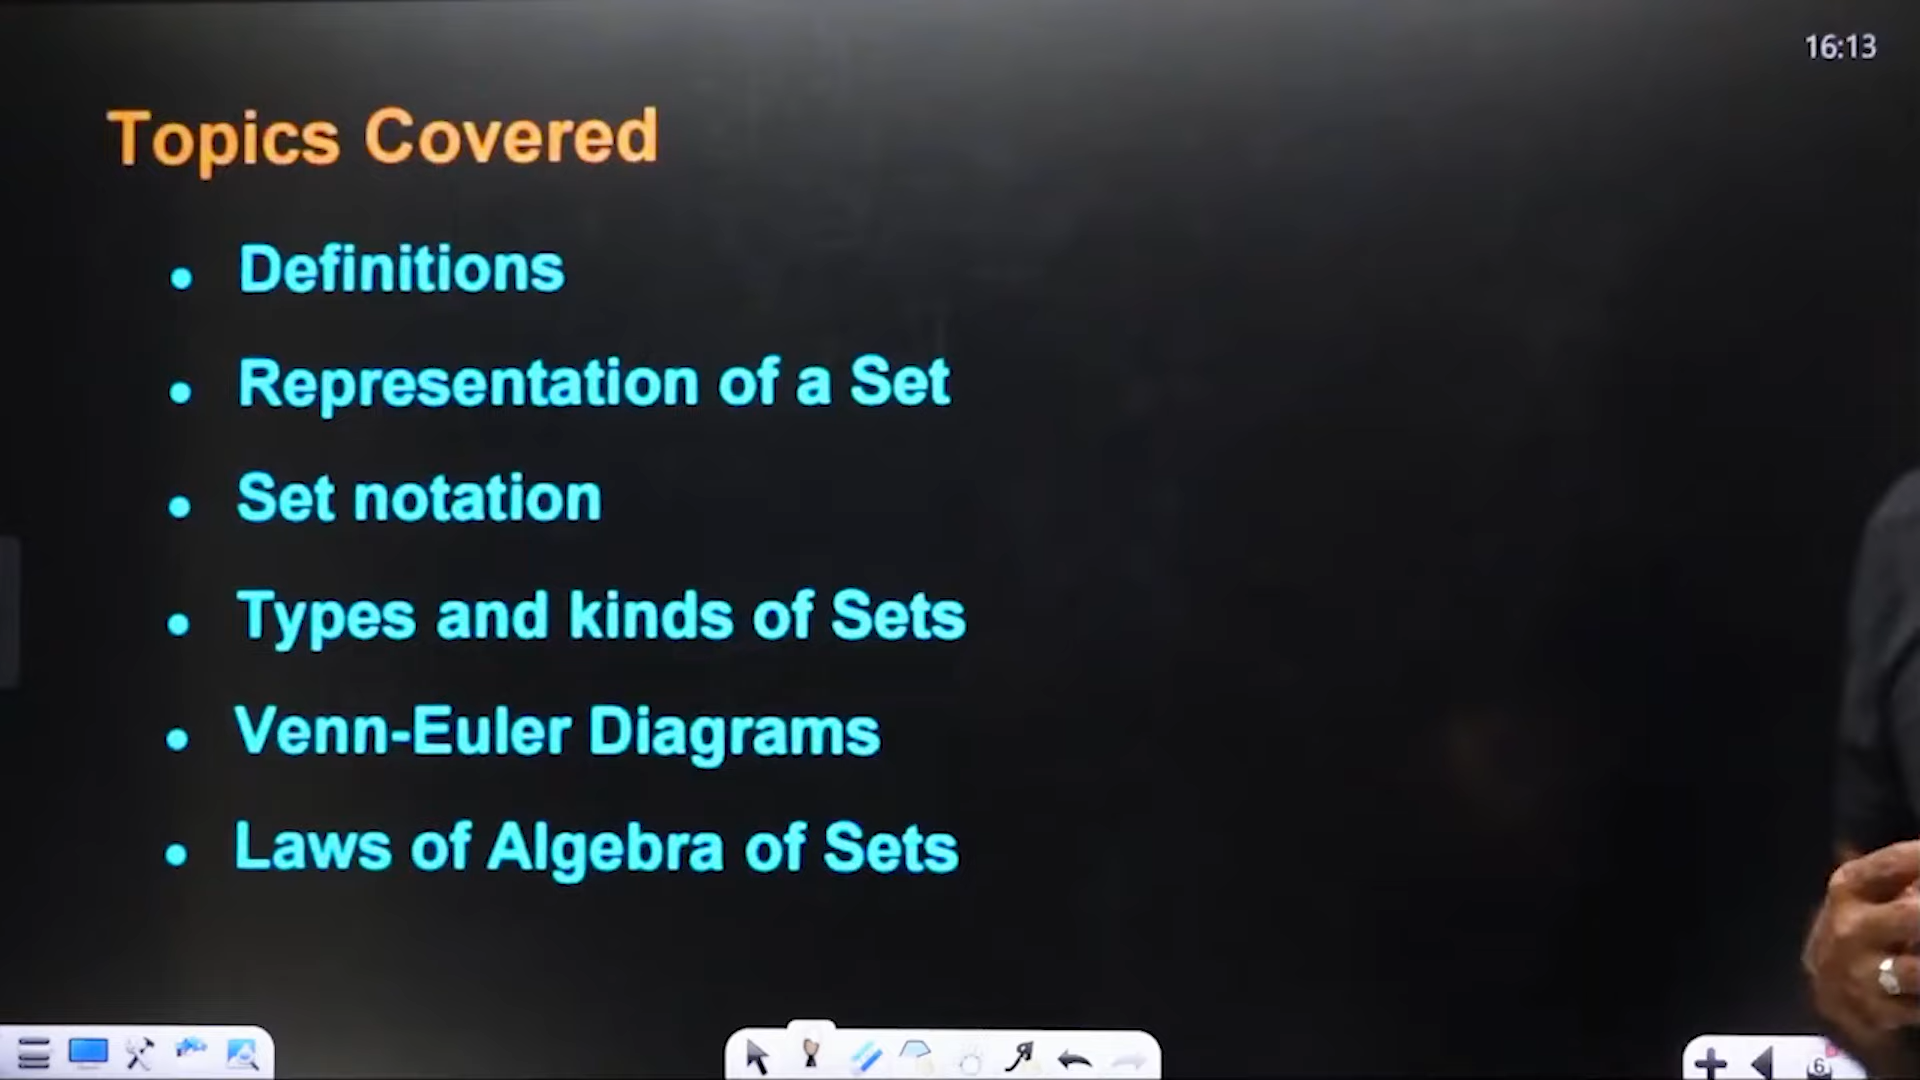 16:13
Topics Covered
• Definitions
• Representation of a Set
• Set notation
• Types and kinds of Sets
• Venn-Euler Diagrams
• Laws of Algebra of Sets
6